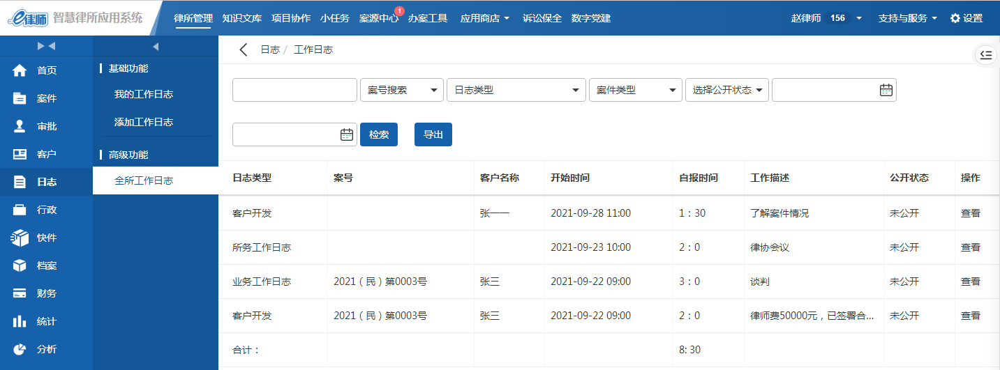 e律师 智慧律所应用系统 律所管理 知识文库 项目协作 小任务 案源中心 1 办案工具 应用商店 诉讼保全 数字党建 赵律师 156 支持与服务 设置
日志 / 工作日志
首页
案件
审批
客户
日志
行政
快件
档案
财务
统计
分析
基础功能
我的工作日志
添加工作日志
高级功能
全所工作日志
案号搜索 日志类型 案件类型 选择公开状态
检索 导出
日志类型 案号 客户名称 开始时间 自报时间 工作描述 公开状态 操作
客户开发 张一一 2021-09-28 11:00 1：30 了解案件情况 未公开 查看
所务工作日志 2021-09-23 10:00 2：0 律协会议 未公开 查看
业务工作日志 2021（民）第0003号 张三 2021-09-22 09:00 3：0 谈判 未公开 查看
客户开发 2021（民）第0003号 张三 2021-09-22 09:00 2：0 律师费50000元，已签署合... 未公开 查看
合计： 8: 30